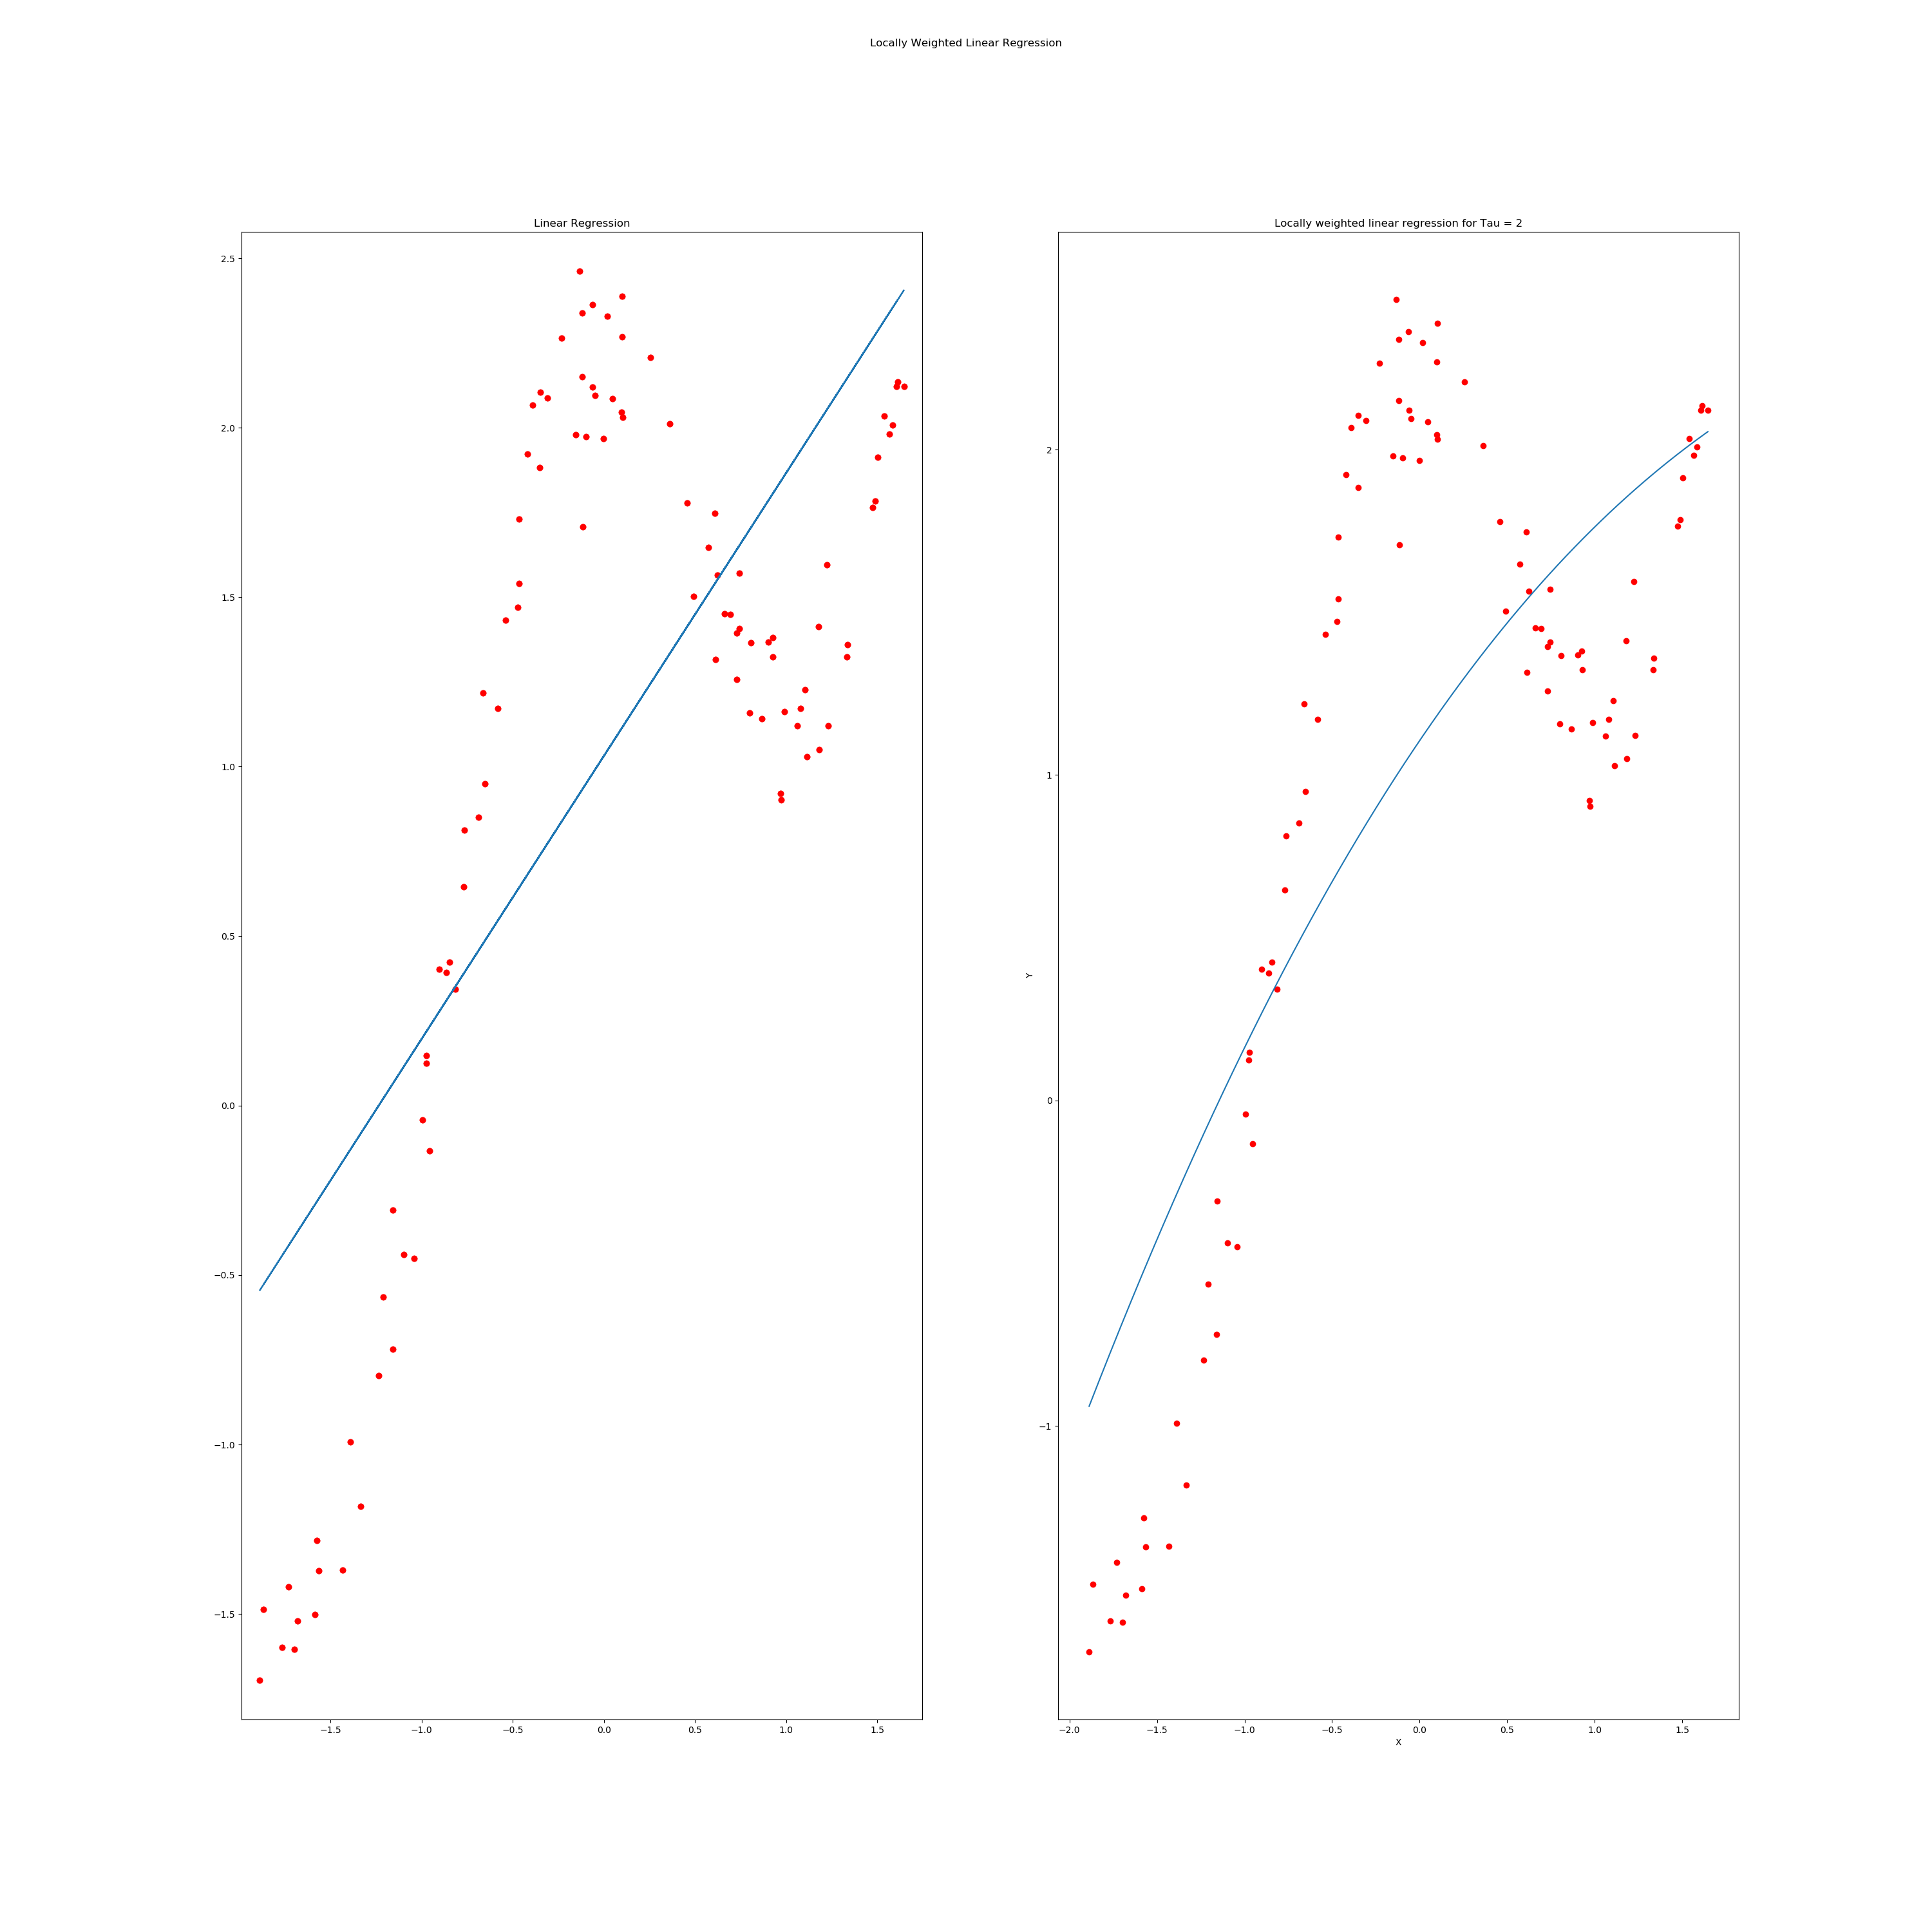 Locally Weighted Linear Regression
Linear Regression
2.5
2.0
1.5
1.0
0.5
0.0
−0.5
−1.0
−1.5
−1.5 −1.0 −0.5 0.0 0.5 1.0 1.5
Locally weighted linear regression for Tau = 2
Y
2
1
0
−1
−2.0 −1.5 −1.0 −0.5 0.0 0.5 1.0 1.5
X